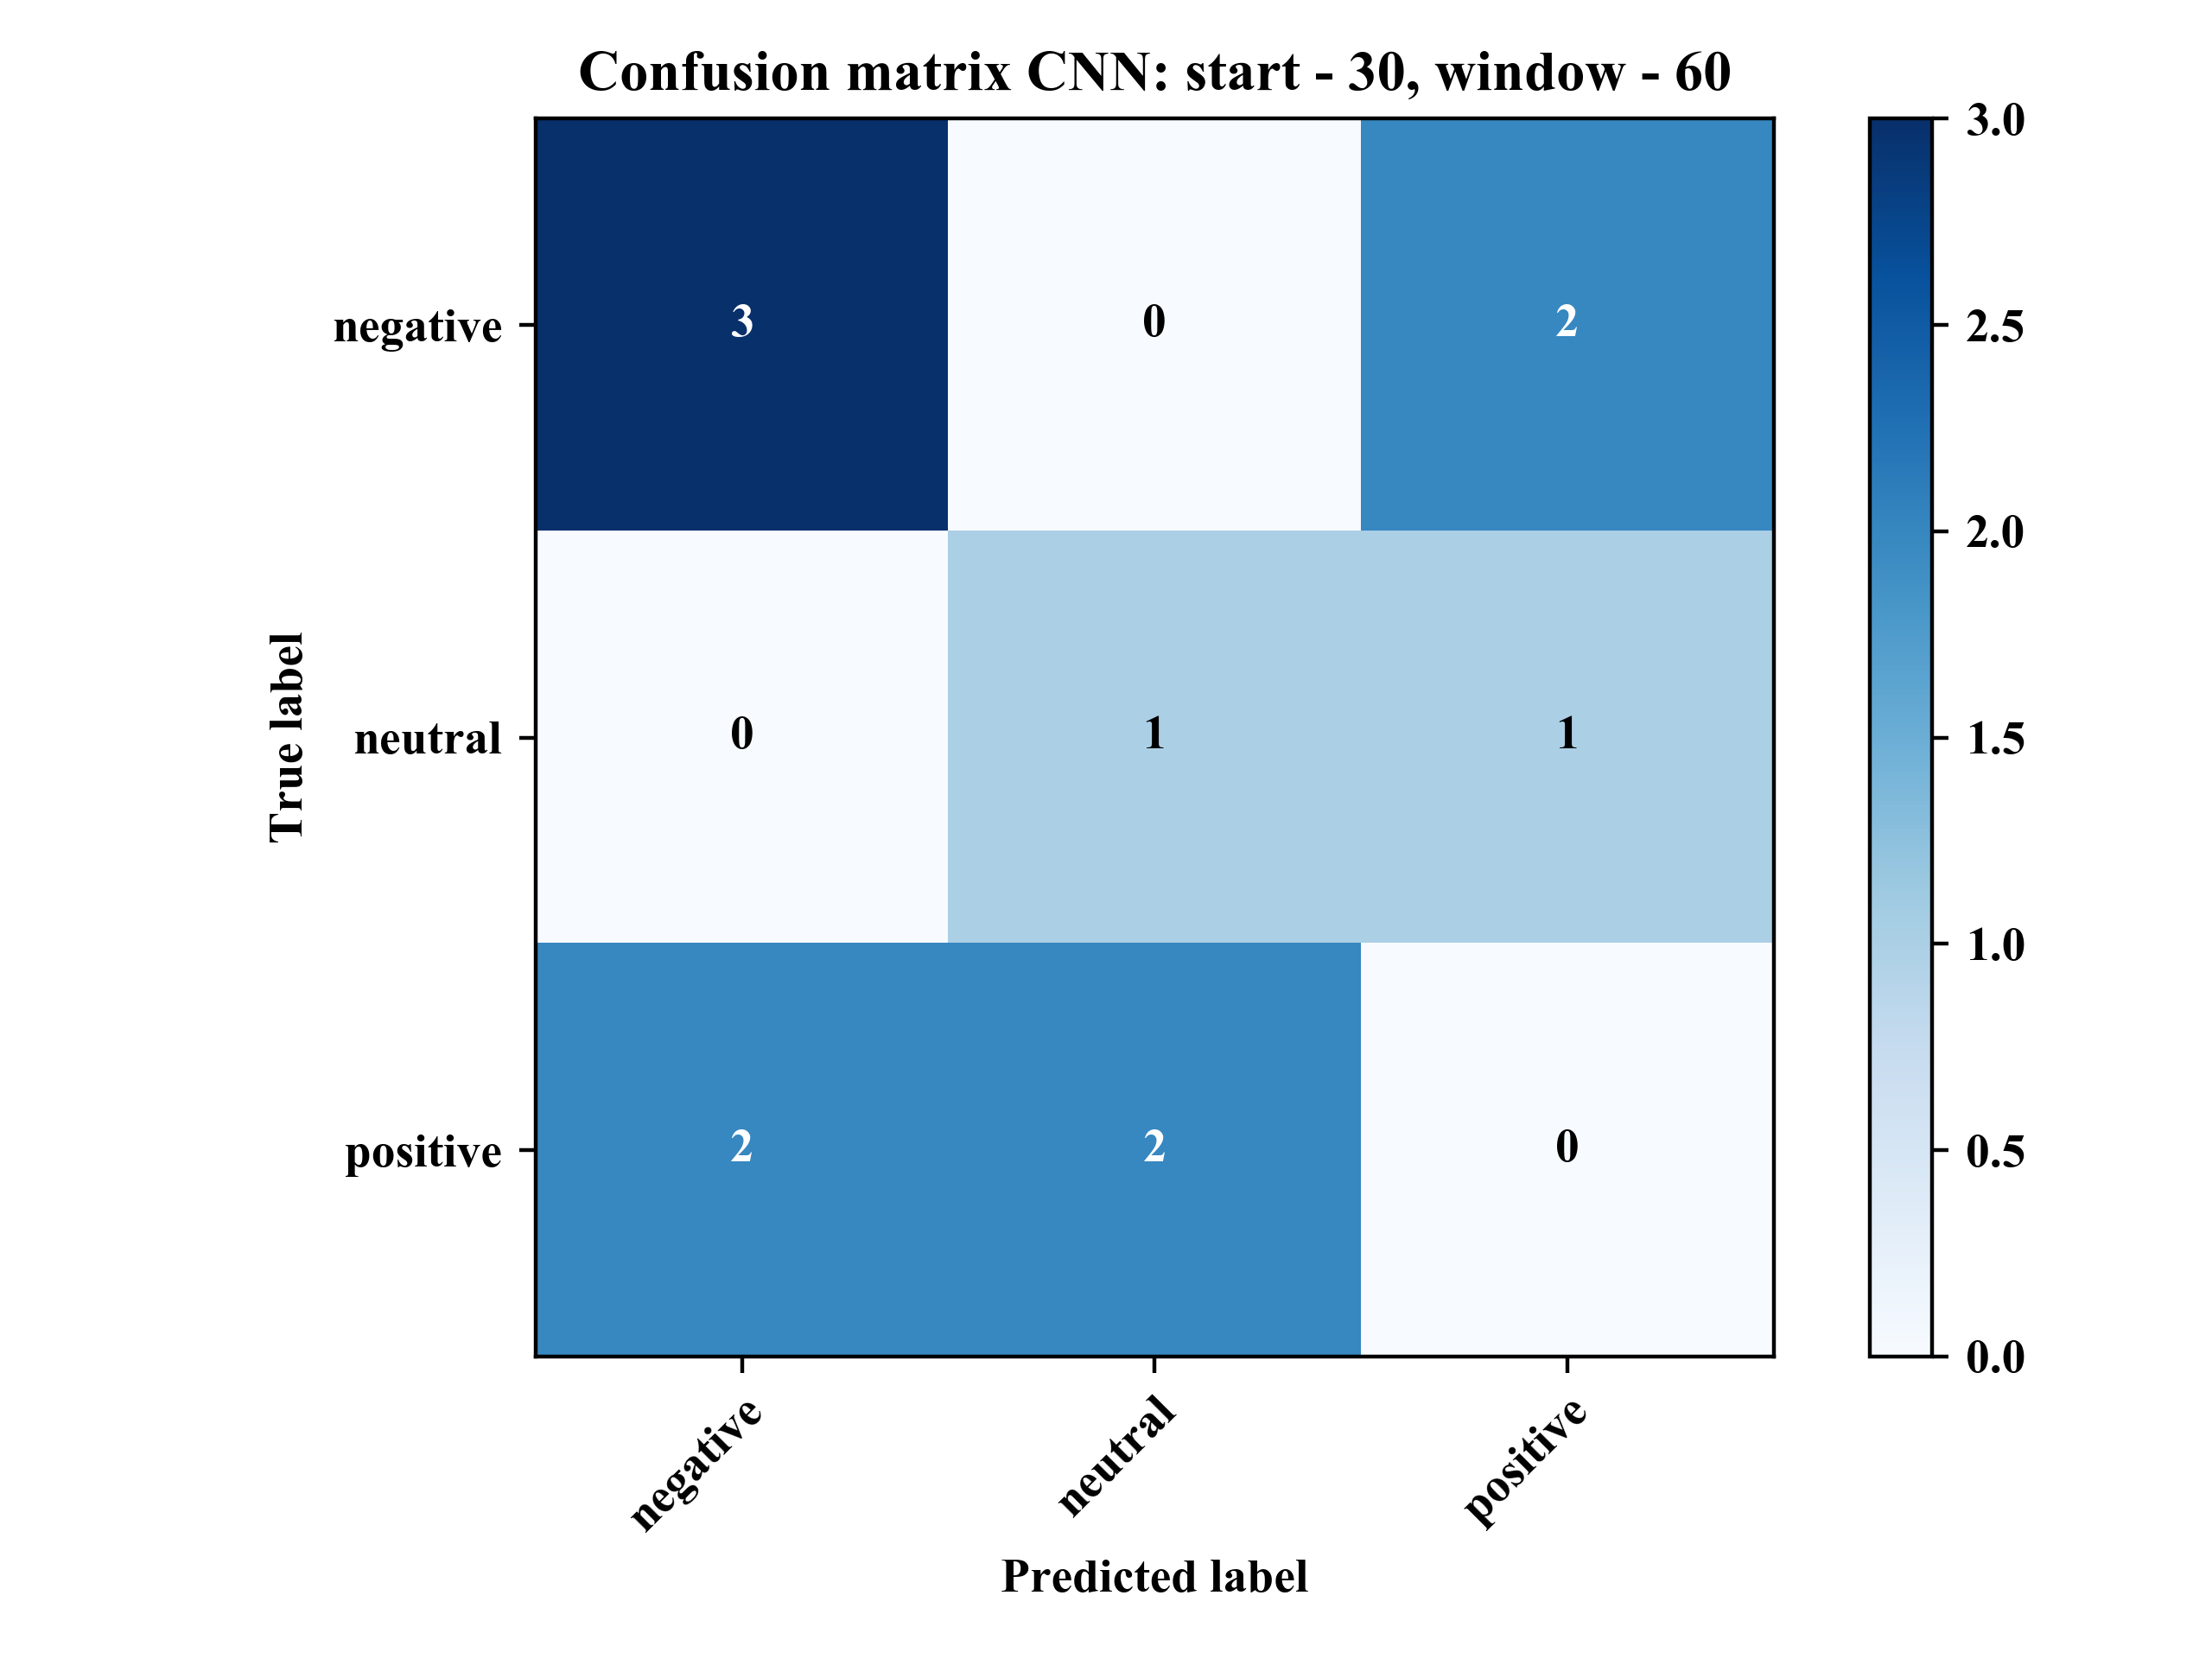 Confusion matrix CNN: start - 30, window - 60
True label
negative
neutral
positive
3 0 2
0 1 1
2 2 0
negative neutral positive
Predicted label
3.0
2.5
2.0
1.5
1.0
0.5
0.0